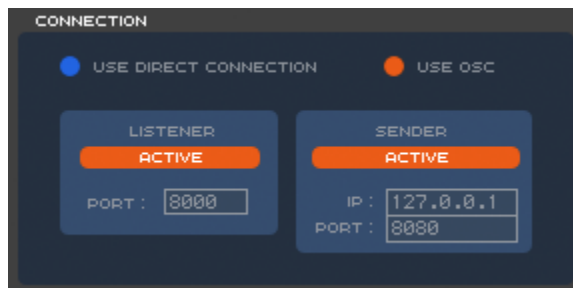 CONNECTION
USE DIRECT CONNECTION
USE OSC
LISTENER
ACTIVE
PORT : 8000
SENDER
ACTIVE
IP : 127.0.0.1
PORT : 8080